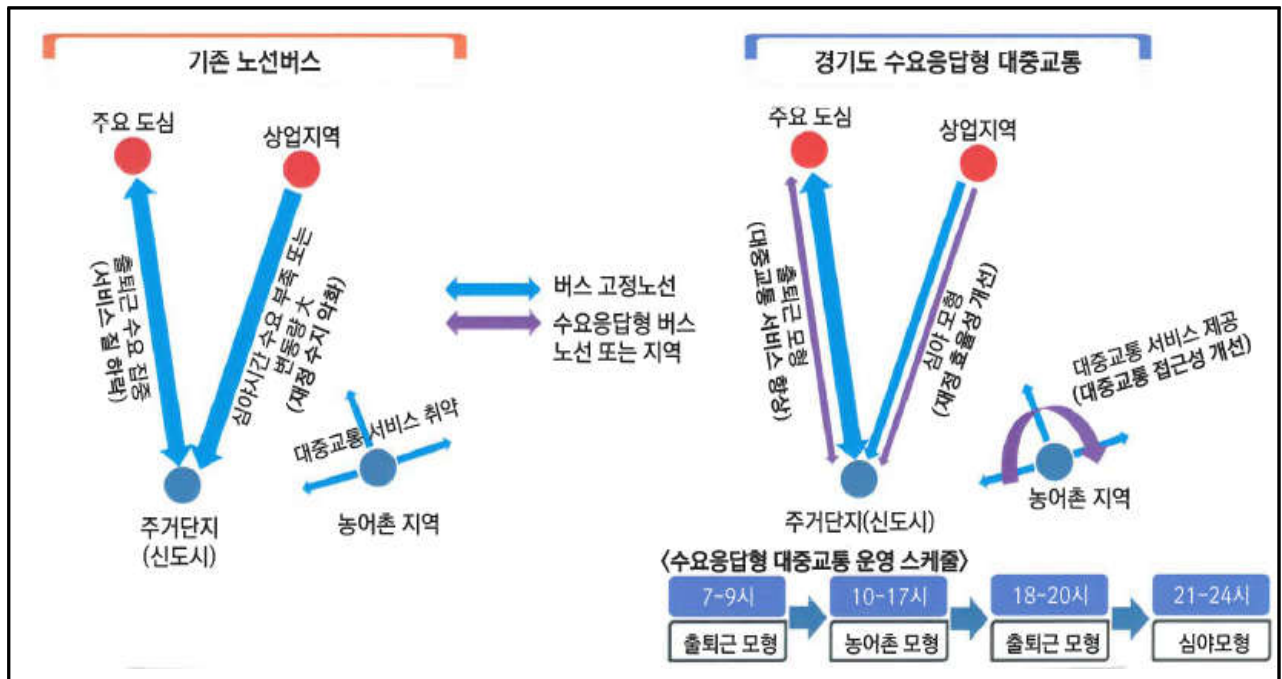 기존 노선버스
주요 도심
상업지역
출퇴근 수요 집중
(서비스 질 하락)
심야시간 수요 부족 또는
변동량 大
(재정 수지 악화)
대중교통 서비스 취약
주거단지
(신도시)
농어촌 지역
버스 고정노선
수요응답형 버스
노선 또는 지역
경기도 수요응답형 대중교통
주요 도심
상업지역
출퇴근 모형
(대중교통 서비스 향상)
심야 모형
(재정 효율성 개선)
대중교통 서비스 제공
(대중교통 접근성 개선)
주거단지(신도시)
농어촌 지역
〈수요응답형 대중교통 운영 스케줄〉
7~9시
10~17시
18~20시
21~24시
출퇴근 모형
농어촌 모형
출퇴근 모형
심야모형